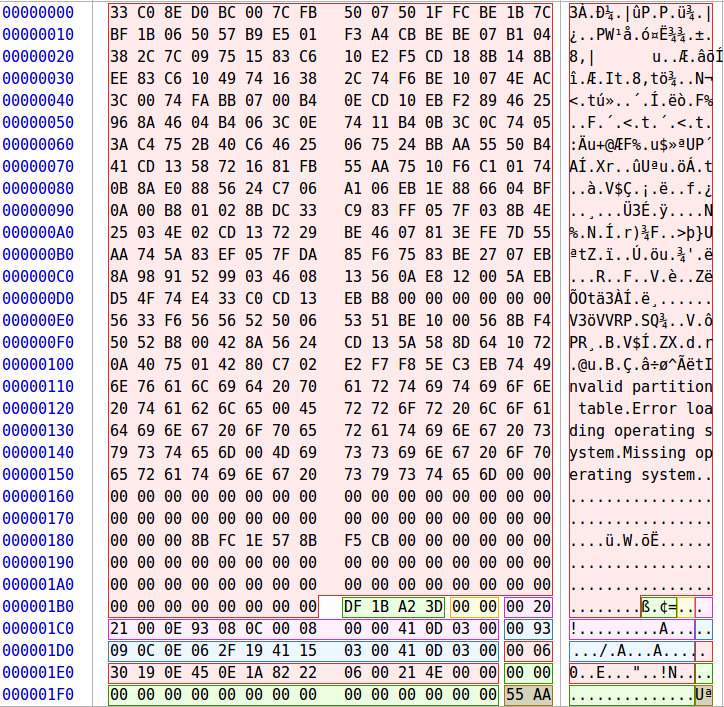 00000000 33 C0 8E D0 BC 00 7C FB 50 07 50 1F FC BE 1B 7C 3À.Ð¼.|ûP.P.ü¾.|
00000010 BF 1B 06 50 57 B9 E5 01 F3 A4 CB BE BE 07 B1 04 ¿..PW¹å.ó¤Ë¾¾.±.
00000020 38 2C 7C 09 75 15 83 C6 10 E2 F5 CD 18 8B 14 8B 8,| u..Æ.âõÍ
00000030 EE 83 C6 10 49 74 16 38 2C 74 F6 BE 10 07 4E AC î.Æ.It.8,tö¾..N¬
00000040 3C 00 74 FA BB 07 00 B4 0E CD 10 EB F2 89 46 25 <.tú»..´.Í.ëò.F%
00000050 96 8A 46 04 B4 06 3C 0E 74 11 B4 0B 3C 0C 74 05 ..F.´.<.t.´.<.t.
00000060 3A C4 75 2B 40 C6 46 25 06 75 24 BB AA 55 50 B4 :Äu+@ÆF%.u$»ªUP´
00000070 41 CD 13 58 72 16 81 FB 55 AA 75 10 F6 C1 01 74 AÍ.Xr..ûUªu.öÁ.t
00000080 0B 8A E0 88 56 24 C7 06 A1 06 EB 1E 88 66 04 BF ..à.V$Ç.¡.ë..f.¿
00000090 0A 00 B8 01 02 8B DC 33 C9 83 FF 05 7F 03 8B 4E ..¸...Ü3É.ÿ....N
000000A0 25 03 4E 02 CD 13 72 29 BE 46 07 81 3E FE 7D 55 %.N.Í.r)¾F..>þ}U
000000B0 AA 74 5A 83 EF 05 7F DA 85 F6 75 83 BE 27 07 EB ªtZ.ï..Ú.öu.¾'.ë
000000C0 8A 98 91 52 99 03 46 08 13 56 0A E8 12 00 5A EB ...R..F..V.è..Zë
000000D0 D5 4F 74 E4 33 C0 CD 13 EB B8 00 00 00 00 00 00 ÕOtä3ÀÍ.ë¸......
000000E0 56 33 F6 56 56 52 50 06 53 51 BE 10 00 56 8B F4 V3öVVRP.SQ¾..V.ô
000000F0 50 52 B8 00 42 8A 56 24 CD 13 5A 58 8D 64 10 72 PR¸.B.V$Í.ZX.d.r
00000100 0A 40 75 01 42 80 C7 02 E2 F7 F8 5E C3 EB 74 49 .@u.B.Ç.â÷ø^ÃëtI
00000110 6E 76 61 6C 69 64 20 70 61 72 74 69 74 69 6F 6E nvalid partition
00000120 20 74 61 62 6C 65 00 45 72 72 6F 72 20 6C 6F 61 table.Error loa
00000130 64 69 6E 67 20 6F 70 65 72 61 74 69 6E 67 20 73 ding operating s
00000140 79 73 74 65 6D 00 4D 69 73 73 69 6E 67 20 6F 70 ystem.Missing op
00000150 65 72 61 74 69 6E 67 20 73 79 73 74 65 6D 00 00 erating system..
00000160 00 00 00 00 00 00 00 00 00 00 00 00 00 00 00 00 ................
00000170 00 00 00 00 00 00 00 00 00 00 00 00 00 00 00 00 ................
00000180 00 00 00 8B FC 1E 57 8B F5 CB 00 00 00 00 00 00 ....ü.W.õË......
00000190 00 00 00 00 00 00 00 00 00 00 00 00 00 00 00 00 ................
000001A0 00 00 00 00 00 00 00 00 00 00 00 00 00 00 00 00 ................
000001B0 00 00 00 00 00 00 00 00 DF 1B A2 3D 00 00 00 20 ........ß.¢=...
000001C0 21 00 0E 93 08 0C 00 08 00 00 41 0D 03 00 00 93 !.........A.....
000001D0 09 0C 0E 06 2F 19 41 15 03 00 41 0D 03 00 00 06 ..../.A...A.....
000001E0 30 19 0E 45 0E 1A 82 22 06 00 21 4E 00 00 00 00 0..E..."..!N....
000001F0 00 00 00 00 00 00 00 00 00 00 00 00 00 00 55 AA ..............Uª